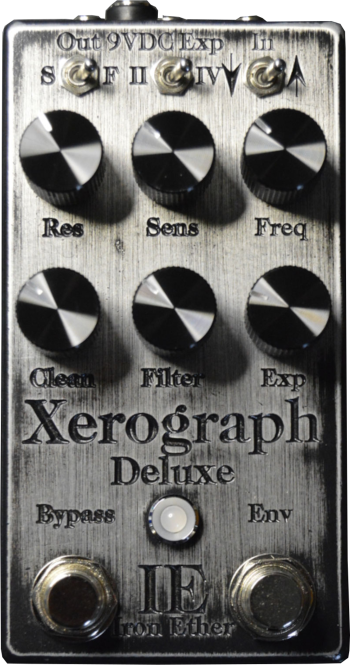 Out 9VDC Exp In
S F II IV
Res Sens Freq
Clean Filter Exp
Xerograph
Deluxe
Bypass Env
IE
Iron Ether